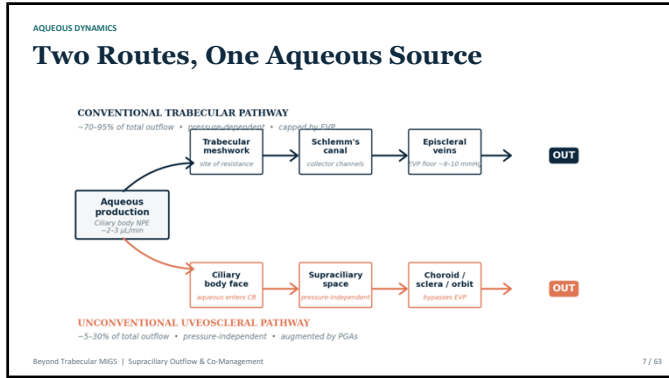 AQUEOUS DYNAMICS
Two Routes, One Aqueous Source
CONVENTIONAL TRABECULAR PATHWAY
~70–95% of total outflow • pressure-dependent • capped by EVP
Trabecular
meshwork
site of resistance
Schlemm's
canal
collector channels
Episcleral
veins
EVP floor ~8–10 mmHg
OUT
Aqueous
production
Ciliary body NPE
~2–3 μL/min
Ciliary
body face
aqueous enters CB
Supraciliary
space
pressure-independent
Choroid /
sclera / orbit
bypasses EVP
OUT
UNCONVENTIONAL UVEOSCLERAL PATHWAY
~5–30% of total outflow • pressure-independent • augmented by PGAs
Beyond Trabecular MIGS | Supraciliary Outflow & Co-Management
7 / 63